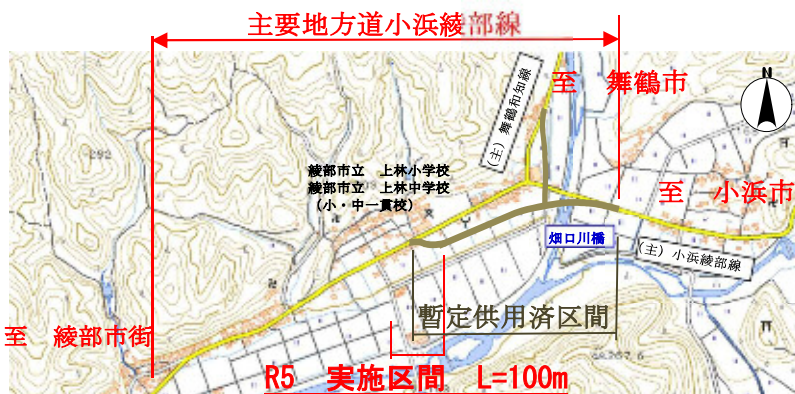 主要地方道小浜綾部線
至 舞鶴市
N
(主)舞鶴和知線
綾部市立 上林小学校
綾部市立 上林中学校
(小・中一貫校)
至 小浜市
畑口川橋
(主)小浜綾部線
暫定供用済区間
至 綾部市街
R5 実施区間 L=100m